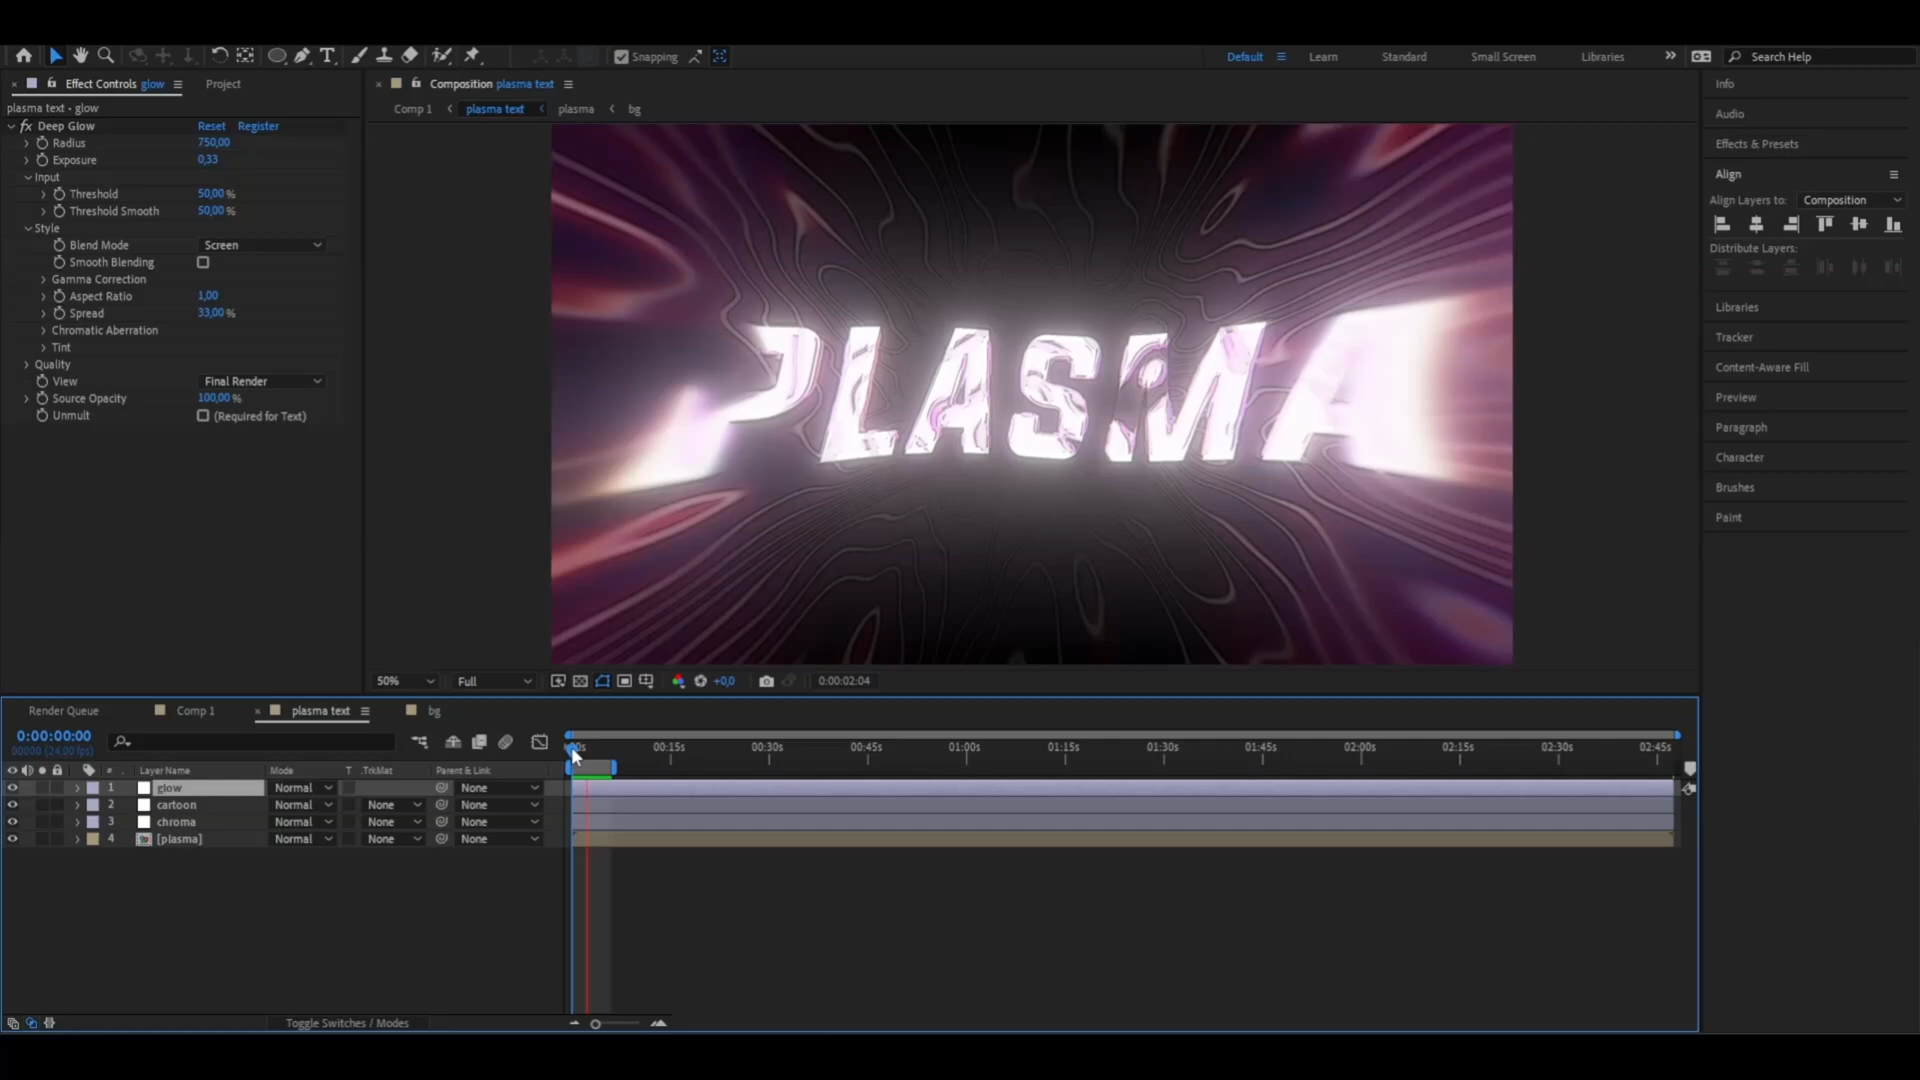 Snapping
Default
Learn
Standard
Small Screen
Libraries
Search Help
Effect Controls glow
Project
plasma text • glow
fx Deep Glow Reset Register
Radius 750,00
Exposure 0,33
Input
Threshold 50,00 %
Threshold Smooth 50,00 %
Style
Blend Mode Screen
Smooth Blending
Gamma Correction
Aspect Ratio 1,00
Spread 33,00 %
Chromatic Aberration
Tint
Quality
View Final Render
Source Opacity 100,00 %
Unmult (Required for Text)
Composition plasma text
Comp 1 plasma text plasma bg
PLASMA
50% Full +0,0 0:00:02:04
Info
Audio
Effects & Presets
Align
Align Layers to: Composition
Distribute Layers:
Libraries
Tracker
Content-Aware Fill
Preview
Paragraph
Character
Brushes
Paint
Render Queue Comp 1 plasma text bg
0:00:00:00
00000 (24.00 fps)
00:15s 00:30s 00:45s 01:00s 01:15s 01:30s 01:45s 02:00s 02:15s 02:30s 02:45s
# Layer Name Mode T .TrkMat Parent & Link
1 glow Normal None
2 cartoon Normal None None
3 chroma Normal None None
4 [plasma] Normal None None
Toggle Switches / Modes